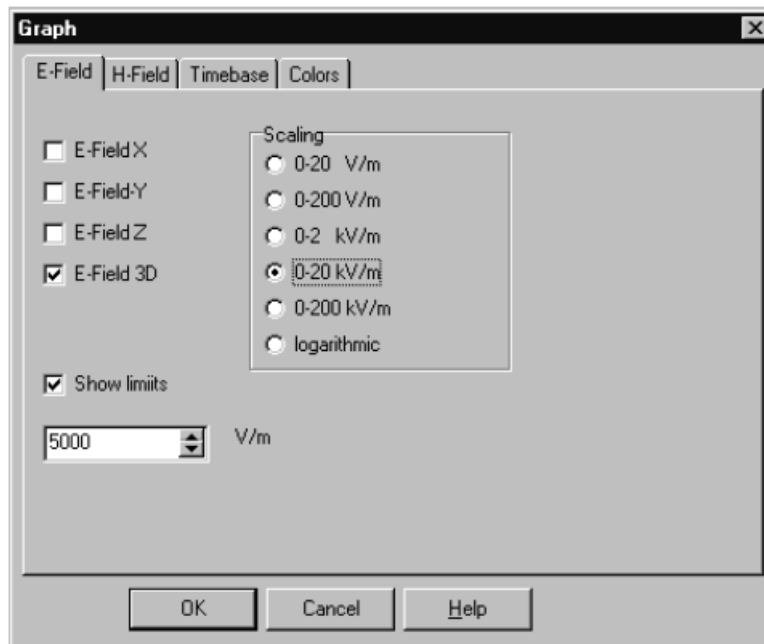 Graph
E-Field H-Field Timebase Colors
E-Field X
E-Field-Y
E-Field Z
E-Field 3D
Scaling
0-20 V/m
0-200 V/m
0-2 kV/m
0-20 kV/m
0-200 kV/m
logarithmic
Show limiits
5000 V/m
OK Cancel Help